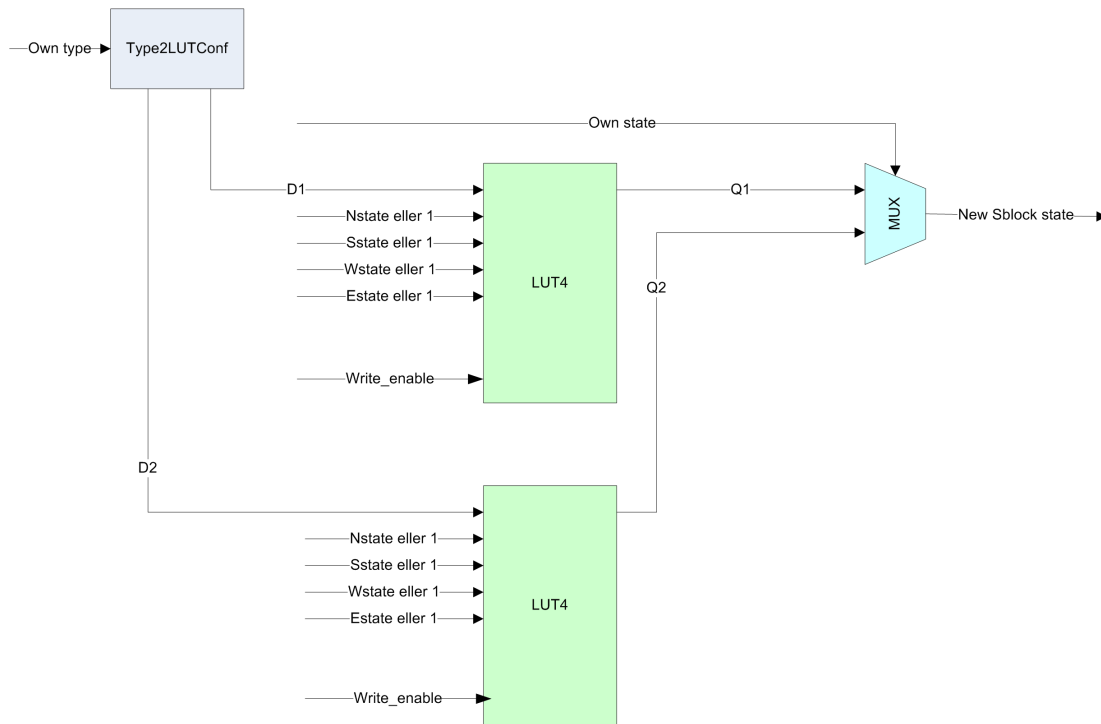 Own type
Type2LUTConf
Own state
D1
Q1
MUX
New Sblock state
Nstate eller 1
Sstate eller 1
Wstate eller 1
Estate eller 1
LUT4
Q2
Write_enable
D2
Nstate eller 1
Sstate eller 1
Wstate eller 1
Estate eller 1
LUT4
Write_enable